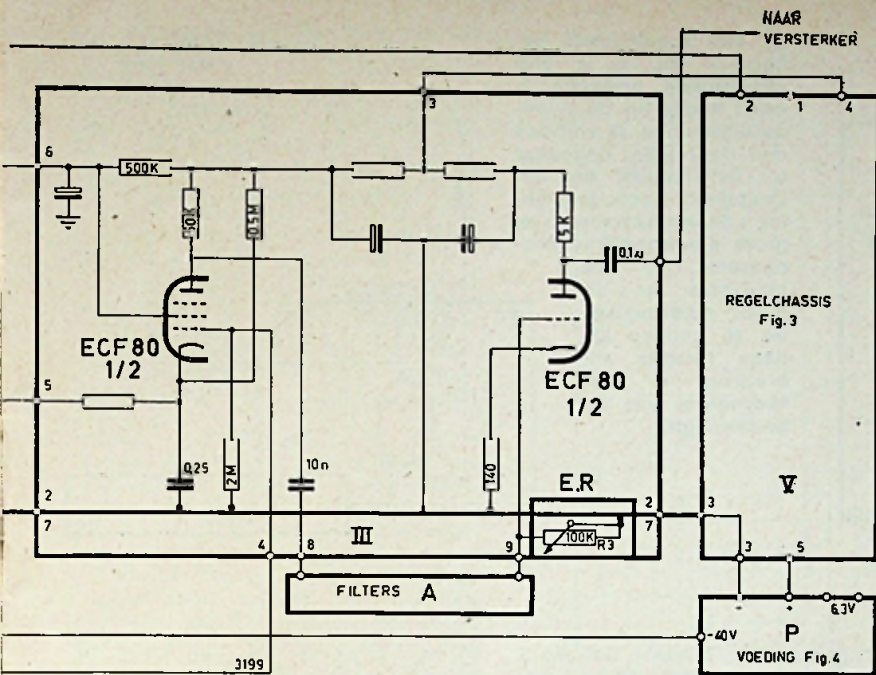 NAAR
VERSTERKER
3
2
1
4
6
500K
50K
0.5M
5K
0,1µ
REGELCHASSIS
Fig.3
ECF80
1/2
ECF 80
1/2
5
0,25
2M
10n
140
E.R
V
2
7
2
7
3
III
100K
R3
4
8
9
3
5
FILTERS A
- + 6.3V
-40V
P
VOEDING Fig.4
3199